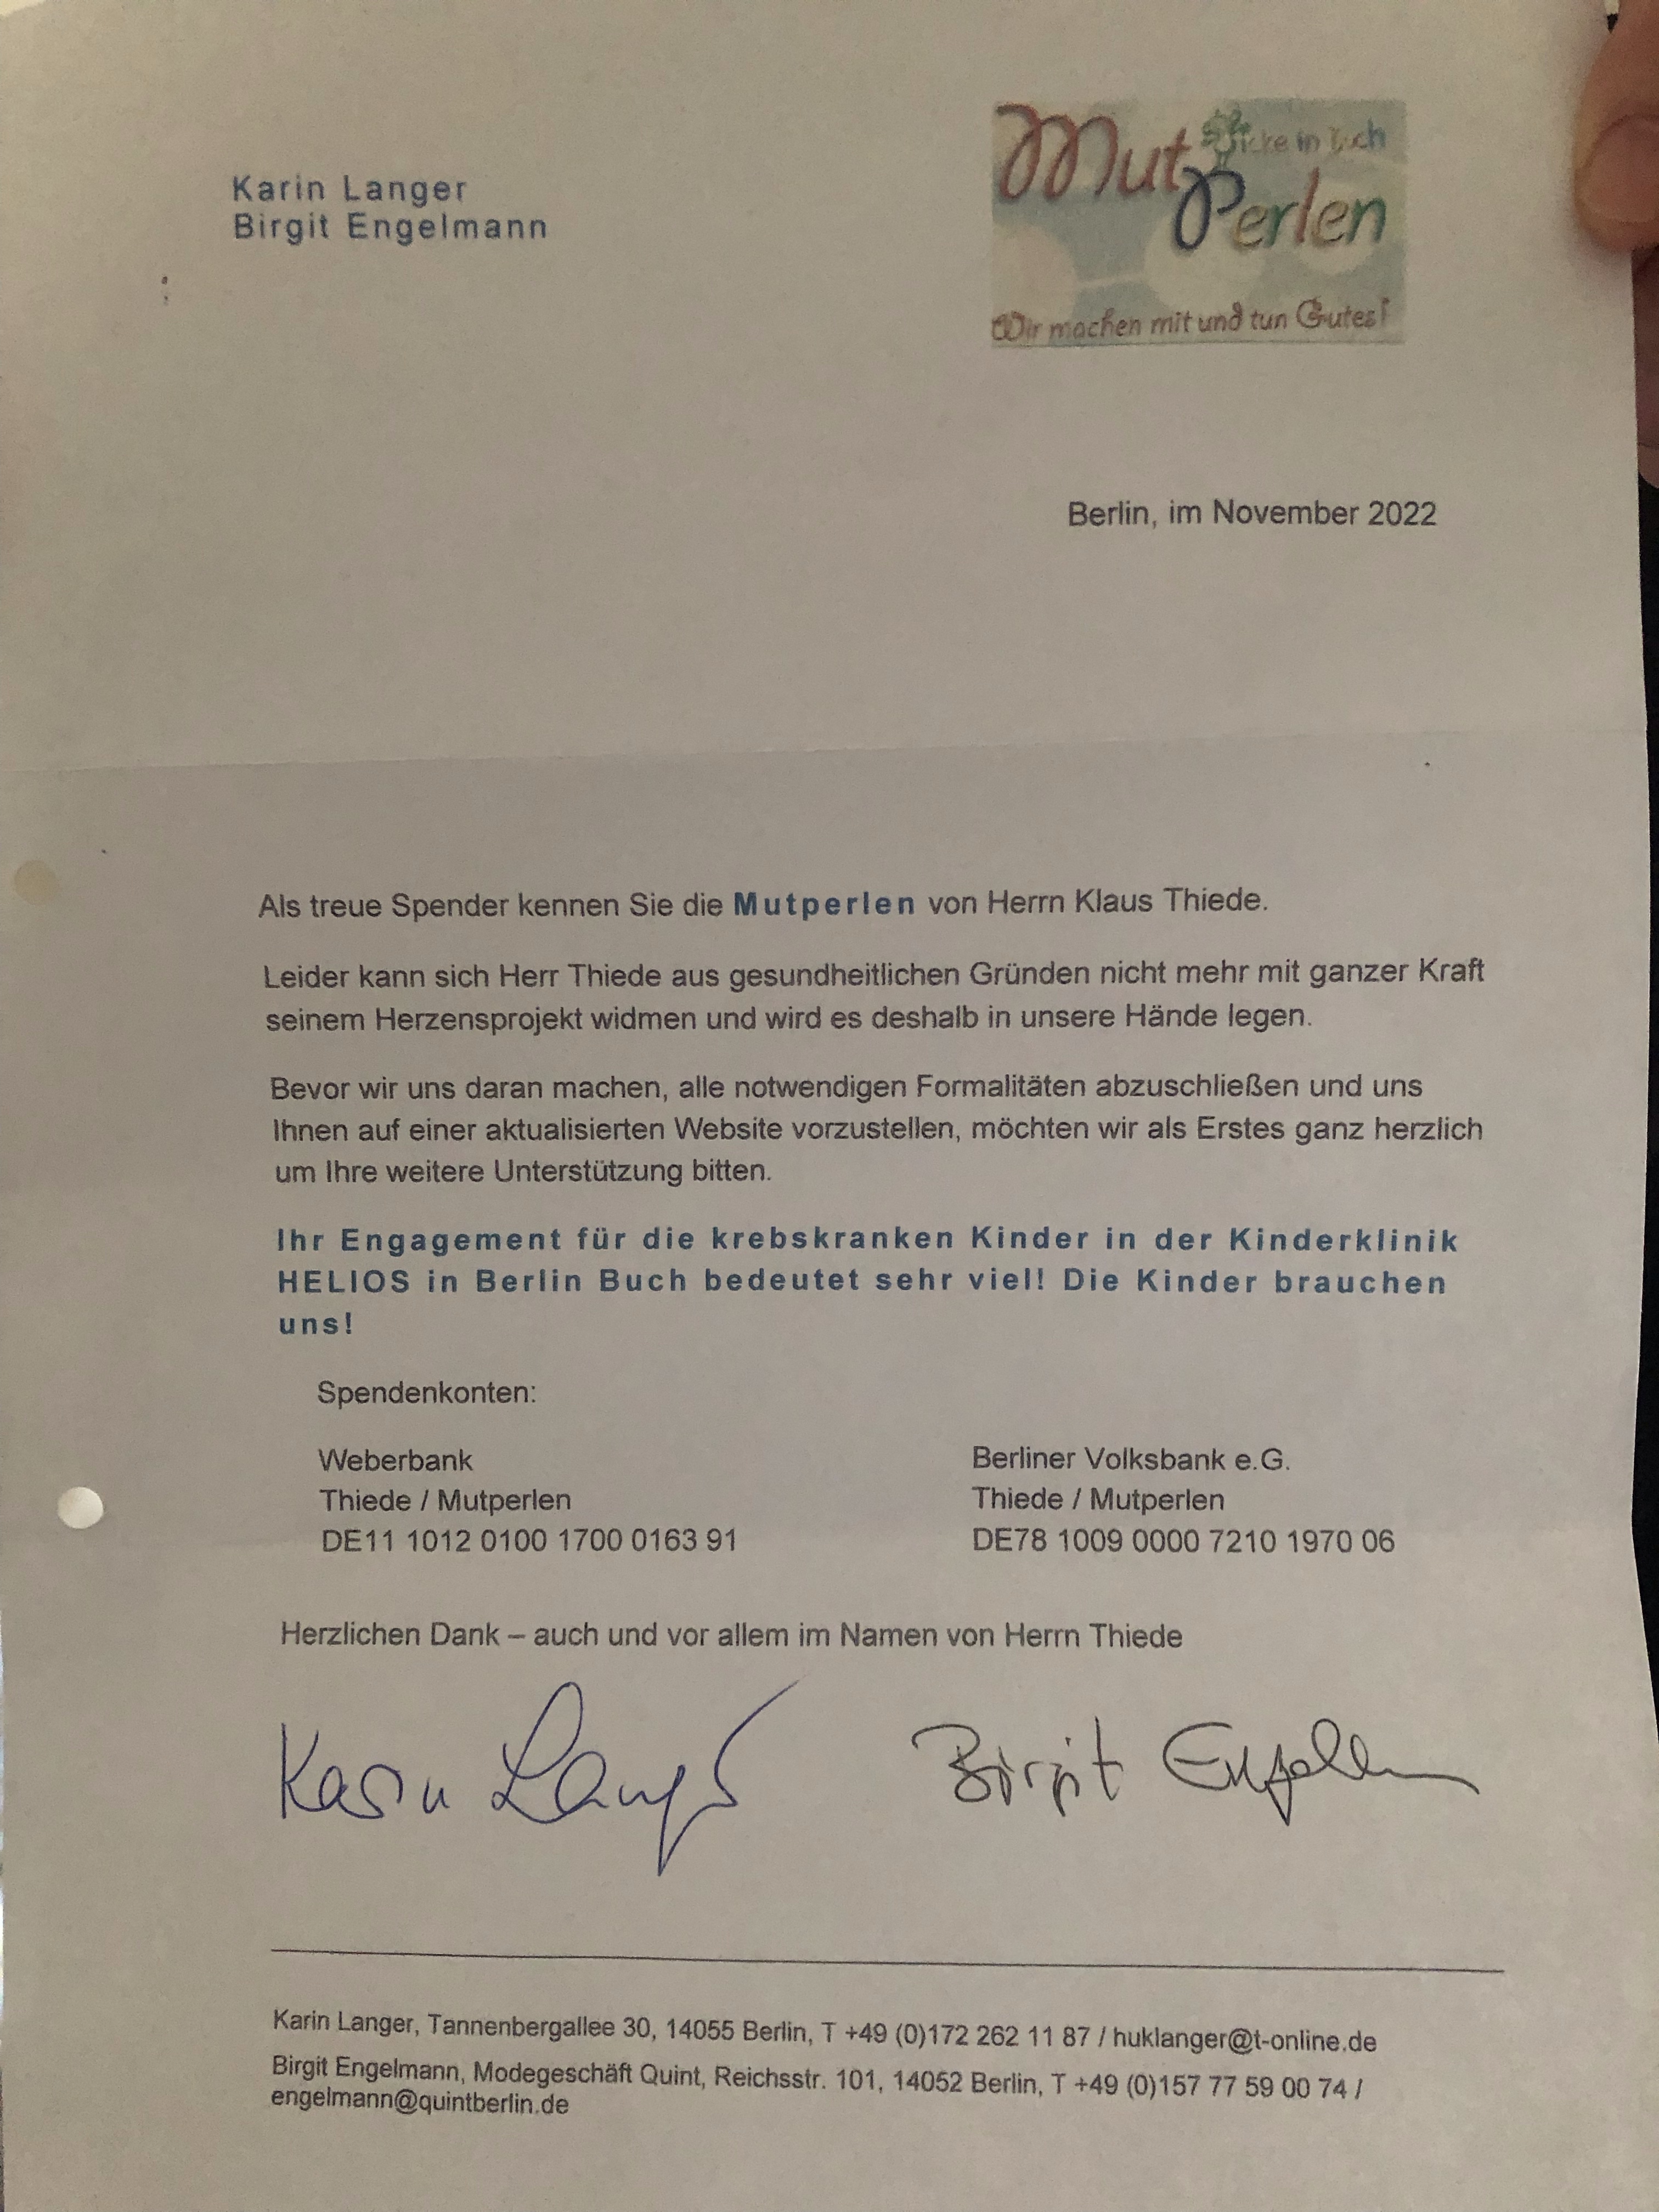 Karin Langer
Birgit Engelmann
Mut
Perlen
Wir machen mit und tun Gutes!
Berlin, im November 2022
Als treue Spender kennen Sie die Mutperlen von Herrn Klaus Thiede.
Leider kann sich Herr Thiede aus gesundheitlichen Gründen nicht mehr mit ganzer Kraft
seinem Herzensprojekt widmen und wird es deshalb in unsere Hände legen.
Bevor wir uns daran machen, alle notwendigen Formalitäten abzuschließen und uns
Ihnen auf einer aktualisierten Website vorzustellen, möchten wir als Erstes ganz herzlich
um Ihre weitere Unterstützung bitten.
Ihr Engagement für die krebskranken Kinder in der Kinderklinik
HELIOS in Berlin Buch bedeutet sehr viel! Die Kinder brauchen
uns!
Spendenkonten:
Weberbank
Thiede / Mutperlen
DE11 1012 0100 1700 0163 91
Berliner Volksbank e.G.
Thiede / Mutperlen
DE78 1009 0000 7210 1970 06
Herzlichen Dank – auch und vor allem im Namen von Herrn Thiede
Karin Langer
Birgit Engelmann
Karin Langer, Tannenbergallee 30, 14055 Berlin, T +49 (0)172 262 11 87 / huklanger@t-online.de
Birgit Engelmann, Modegeschäft Quint, Reichsstr. 101, 14052 Berlin, T +49 (0)157 77 59 00 74 /
engelmann@quintberlin.de